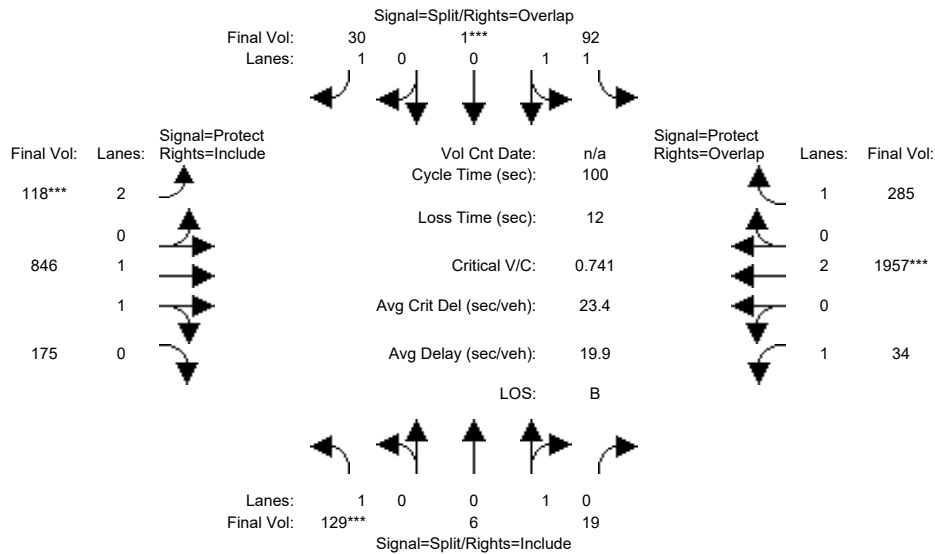 Signal=Split/Rights=Overlap
Final Vol: 30 1*** 92
Lanes: 1 0 0 1 1
Signal=Protect Signal=Protect
Final Vol: Lanes: Rights=Include Vol Cnt Date: n/a Rights=Overlap Lanes: Final Vol:
Cycle Time (sec): 100
118*** 2 1 285
Loss Time (sec): 12
0 0
846 1 Critical V/C: 0.741 2 1957***
1 Avg Crit Del (sec/veh): 23.4 0
175 0 Avg Delay (sec/veh): 19.9 1 34
LOS: B
Lanes: 1 0 0 1 0
Final Vol: 129*** 6 19
Signal=Split/Rights=Include